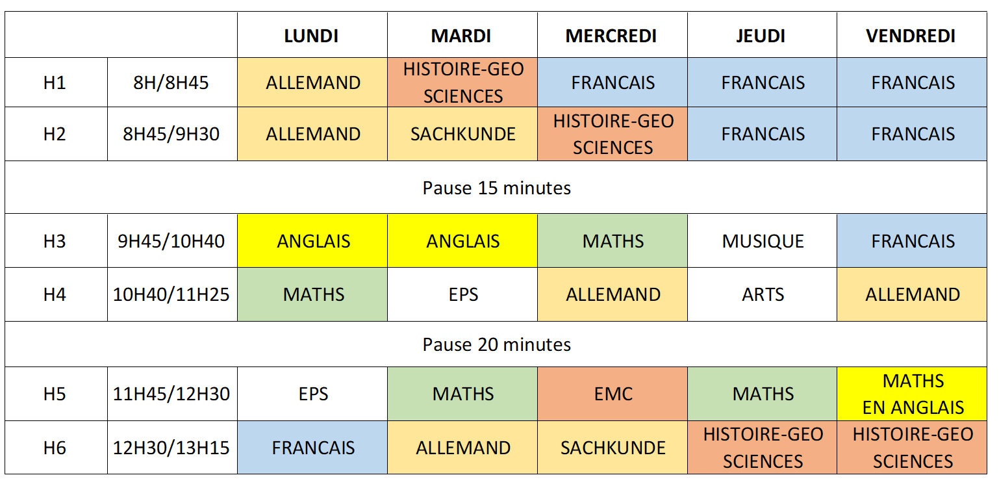 LUNDI MARDI MERCREDI JEUDI VENDREDI
H1 8H/8H45 ALLEMAND HISTOIRE-GEO SCIENCES FRANCAIS FRANCAIS FRANCAIS
H2 8H45/9H30 ALLEMAND SACHKUNDE HISTOIRE-GEO SCIENCES FRANCAIS FRANCAIS
Pause 15 minutes
H3 9H45/10H40 ANGLAIS ANGLAIS MATHS MUSIQUE FRANCAIS
H4 10H40/11H25 MATHS EPS ALLEMAND ARTS ALLEMAND
Pause 20 minutes
H5 11H45/12H30 EPS MATHS EMC MATHS MATHS EN ANGLAIS
H6 12H30/13H15 FRANCAIS ALLEMAND SACHKUNDE HISTOIRE-GEO SCIENCES HISTOIRE-GEO SCIENCES